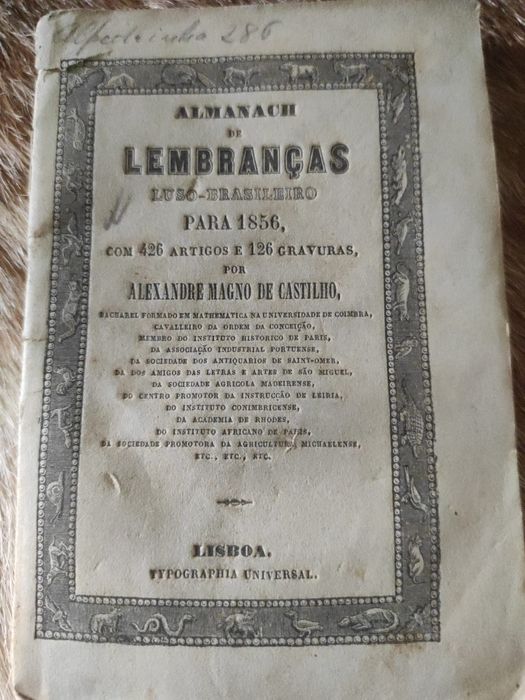 286
ALMANACH
DE
LEMBRANÇAS
LUSO-BRASILEIRO
PARA 1856,
COM 426 ARTIGOS E 126 GRAVURAS,
POR
ALEXANDRE MAGNO DE CASTILHO,
BACHAREL FORMADO EM MATHEMATICA NA UNIVERSIDADE DE COIMBRA,
CAVALLEIRO DA ORDEM DA CONCEIÇÃO,
MEMBRO DO INSTITUTO HISTORICO DE PARIS,
DA ASSOCIAÇÃO INDUSTRIAL PORTUENSE,
DA SOCIEDADE DOS ANTIQUARIOS DE SAINT-OMER,
DA DOS AMIGOS DAS LETRAS E ARTES DE SÃO MIGUEL,
DA SOCIEDADE AGRICOLA MADEIRENSE,
DO CENTRO PROMOTOR DA INSTRUCÇÃO DE LEIRIA,
DO INSTITUTO CONIMBRICENSE,
DA ACADEMIA DE RHODES,
DO INSTITUTO AFRICANO DE PARIS,
DA SOCIEDADE PROMOTORA DA AGRICULTURA MICHAELENSE,
ETC., ETC., ETC.
LISBOA.
TYPOGRAPHIA UNIVERSAL.